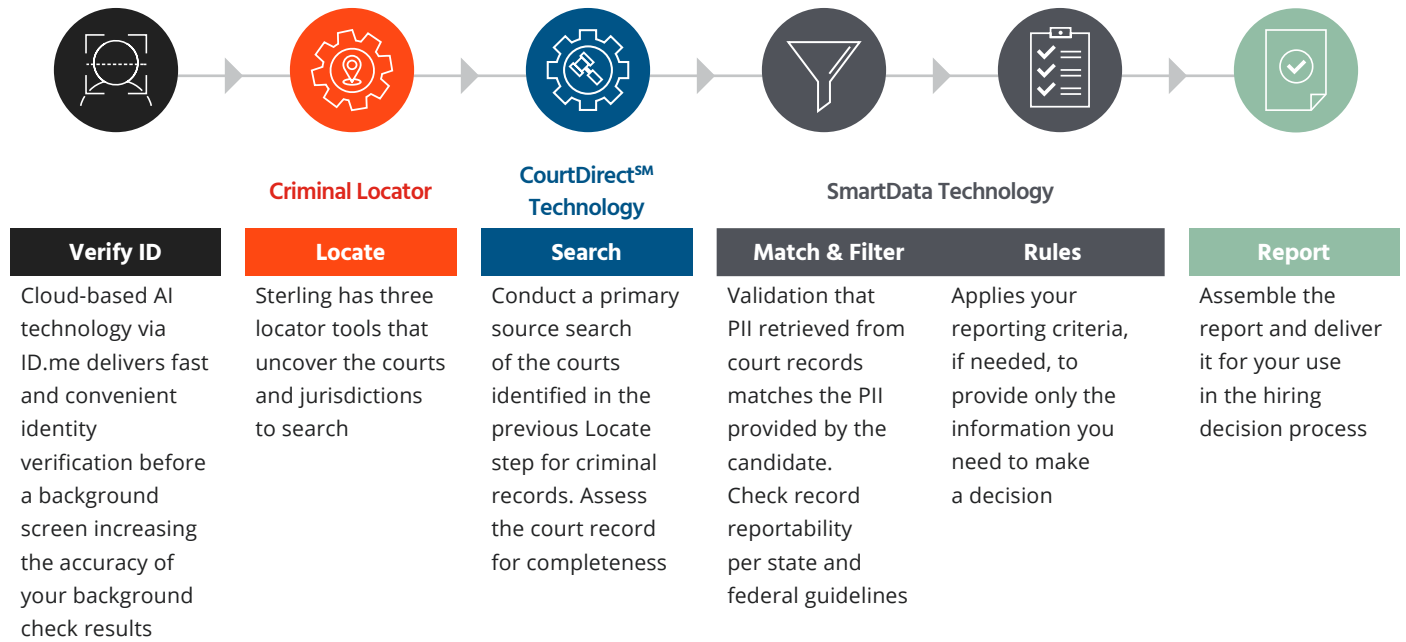 Criminal Locator
CourtDirect℠
Technology
SmartData Technology
Verify ID
Cloud-based AI
technology via
ID.me delivers fast
and convenient
identity
verification before
a background
screen increasing
the accuracy of
your background
check results
Locate
Sterling has three
locator tools that
uncover the courts
and jurisdictions
to search
Search
Conduct a primary
source search
of the courts
identified in the
previous Locate
step for criminal
records. Assess
the court record
for completeness
Match & Filter
Validation that
PII retrieved from
court records
matches the PII
provided by the
candidate.
Check record
reportability
per state and
federal guidelines
Rules
Applies your
reporting criteria,
if needed, to
provide only the
information you
need to make
a decision
Report
Assemble the
report and deliver
it for your use
in the hiring
decision process